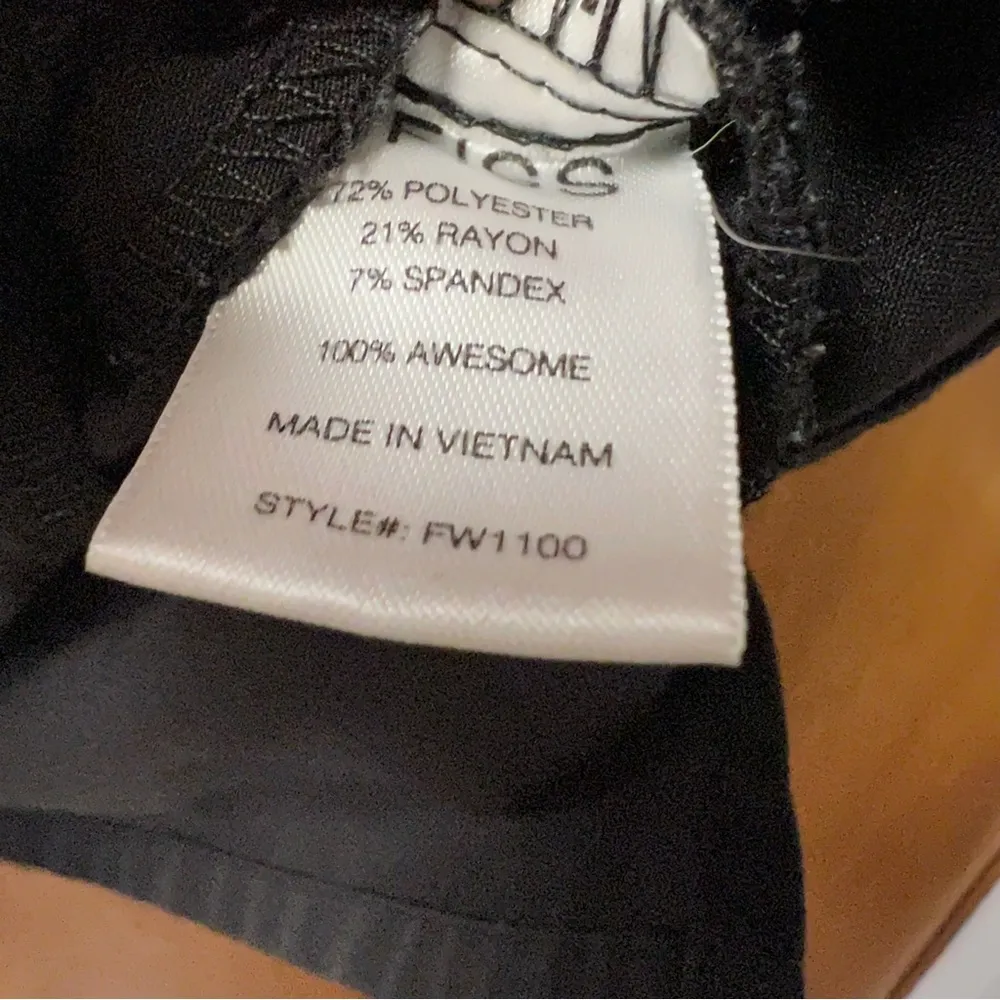 FIGS
72% POLYESTER
21% RAYON
7% SPANDEX
100% AWESOME
MADE IN VIETNAM
STYLE#: FW1100